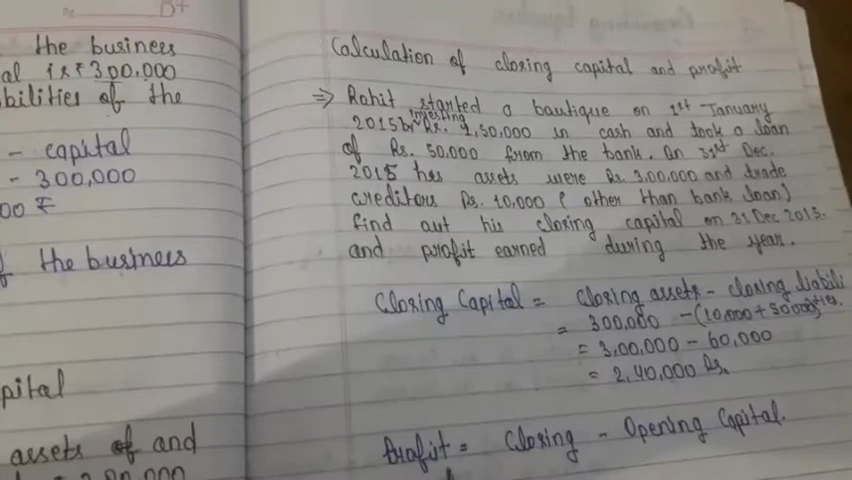 B+
the business
al is ₹300,000
bilities of the
- capital
- 300,000
00 ₹
the business
pital
assets of and
Calculation of closing capital and profit
⇒ Rohit started a boutique on 1st January
2015 by investing Rs. 2,50,000 in cash and took a loan
of Rs. 50,000 from the bank. On 31st Dec.
2015 his assets were Rs. 3,00,000 and trade
creditors Rs. 10,000 ( other than bank loan)
find out his closing capital on 31 Dec 2015.
and profit earned during the year.
Closing Capital = Closing assets - closing liabilities.
= 300,000 - (10,000 + 50000)
= 3,00,000 - 60,000
= 2,40,000 Rs.
Profit = Closing - Opening Capital.